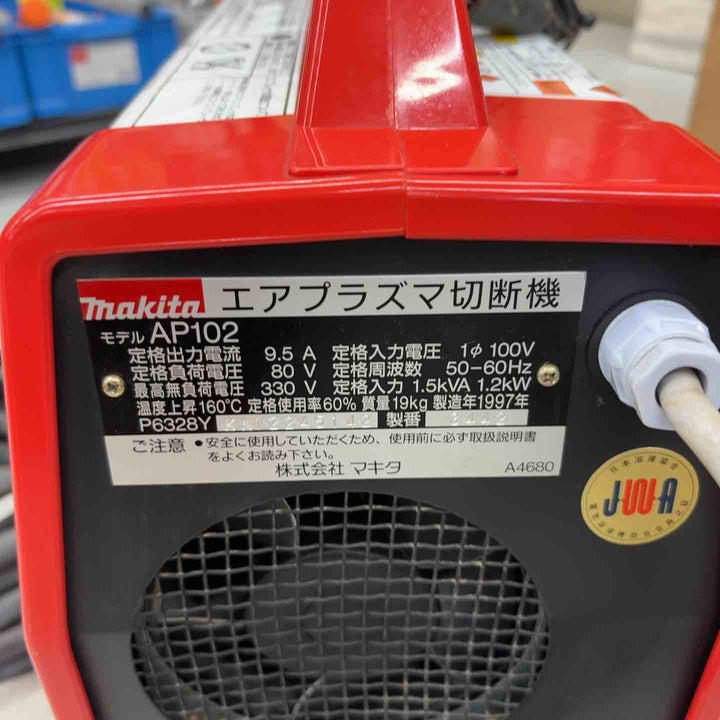 makita エアプラズマ切断機
モデル AP102
定格出力電流 9.5 A 定格入力電圧 1φ 100V
定格負荷電圧 80 V 定格周波数 50-60Hz
最高無負荷電圧 330 V 定格入力 1.5kVA 1.2kW
温度上昇160℃ 定格使用率60% 質量19kg 製造年1997年
P6328Y 製番
ご注意 •安全に使用していただくため、使用前に必ず取扱説明書
をよくお読み下さい。
株式会社 マキタ A4680
日本溶接協会
JWA